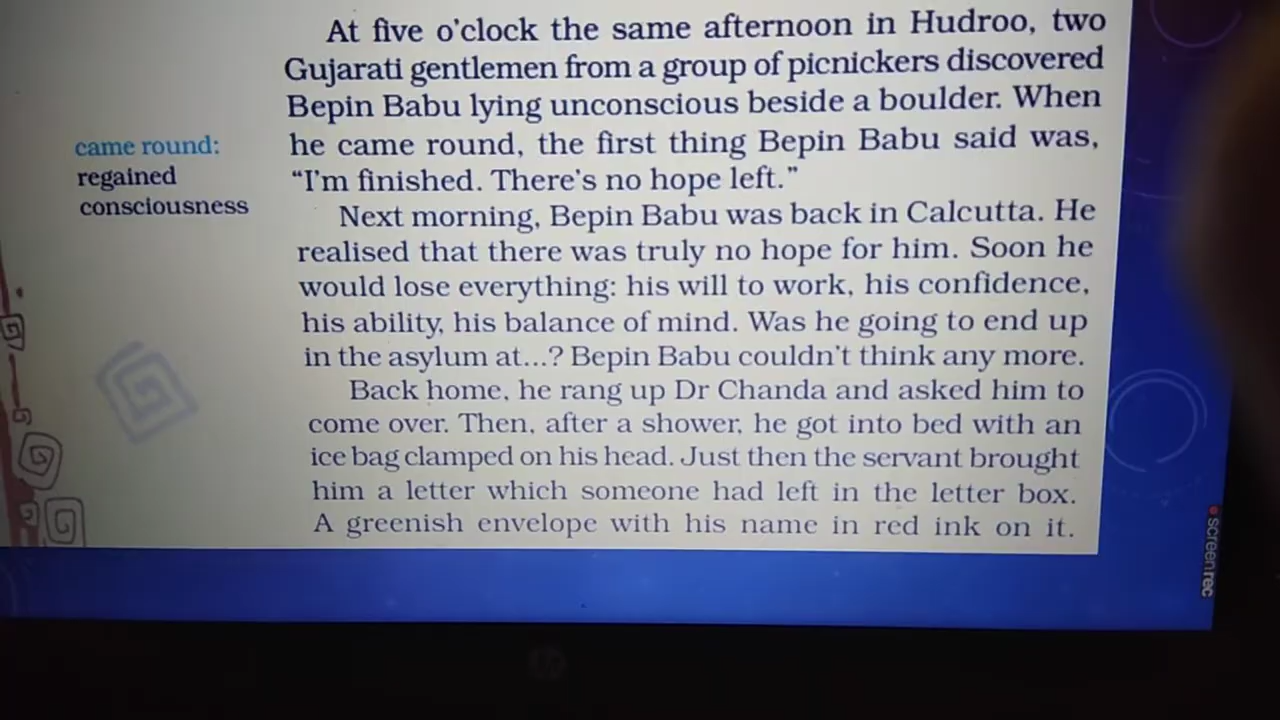 At five o'clock the same afternoon in Hudroo, two
Gujarati gentlemen from a group of picnickers discovered
Bepin Babu lying unconscious beside a boulder. When
he came round, the first thing Bepin Babu said was,
“I'm finished. There's no hope left.”
came round:
regained
consciousness
Next morning, Bepin Babu was back in Calcutta. He
realised that there was truly no hope for him. Soon he
would lose everything: his will to work, his confidence,
his ability, his balance of mind. Was he going to end up
in the asylum at...? Bepin Babu couldn't think any more.
Back home, he rang up Dr Chanda and asked him to
come over. Then, after a shower, he got into bed with an
ice bag clamped on his head. Just then the servant brought
him a letter which someone had left in the letter box.
A greenish envelope with his name in red ink on it.
screenrec